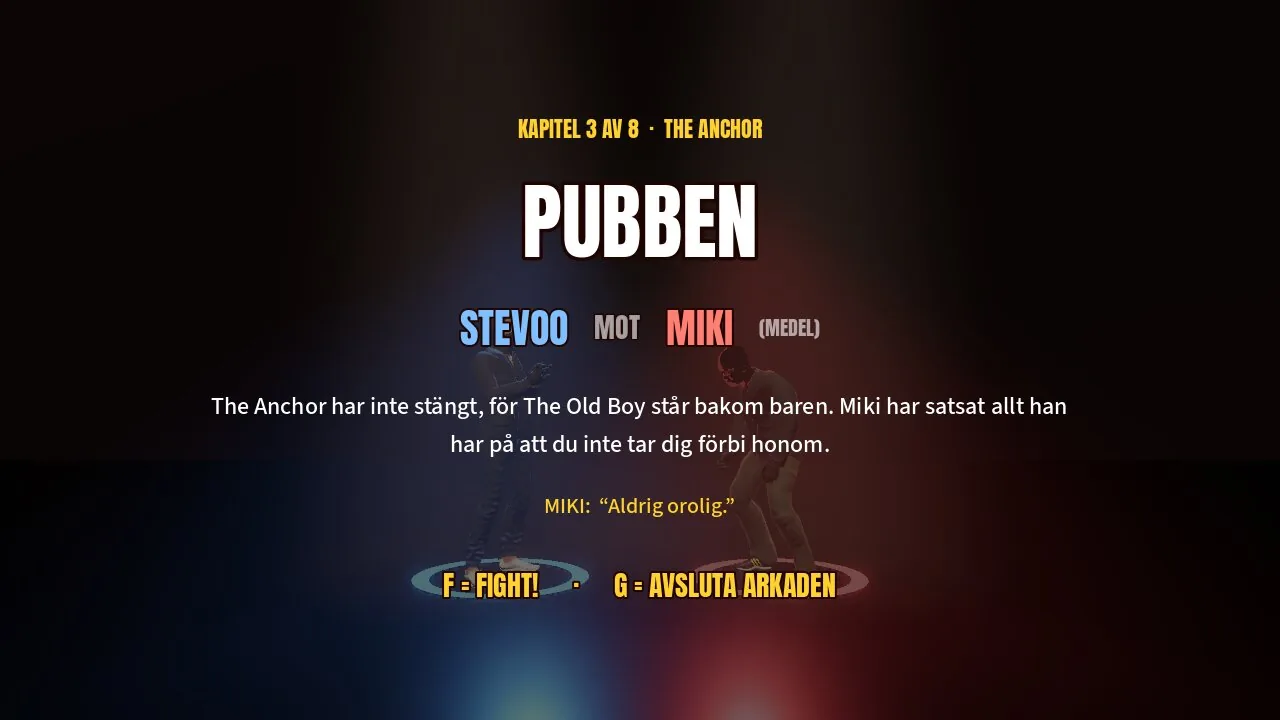 KAPITEL 3 AV 8 · THE ANCHOR
PUBBEN
STEVOO MOT MIKI (MEDEL)
The Anchor har inte stängt, för The Old Boy står bakom baren. Miki har satsat allt han
har på att du inte tar dig förbi honom.
MIKI: “Aldrig orolig.”
F = FIGHT! · G = AVSLUTA ARKADEN